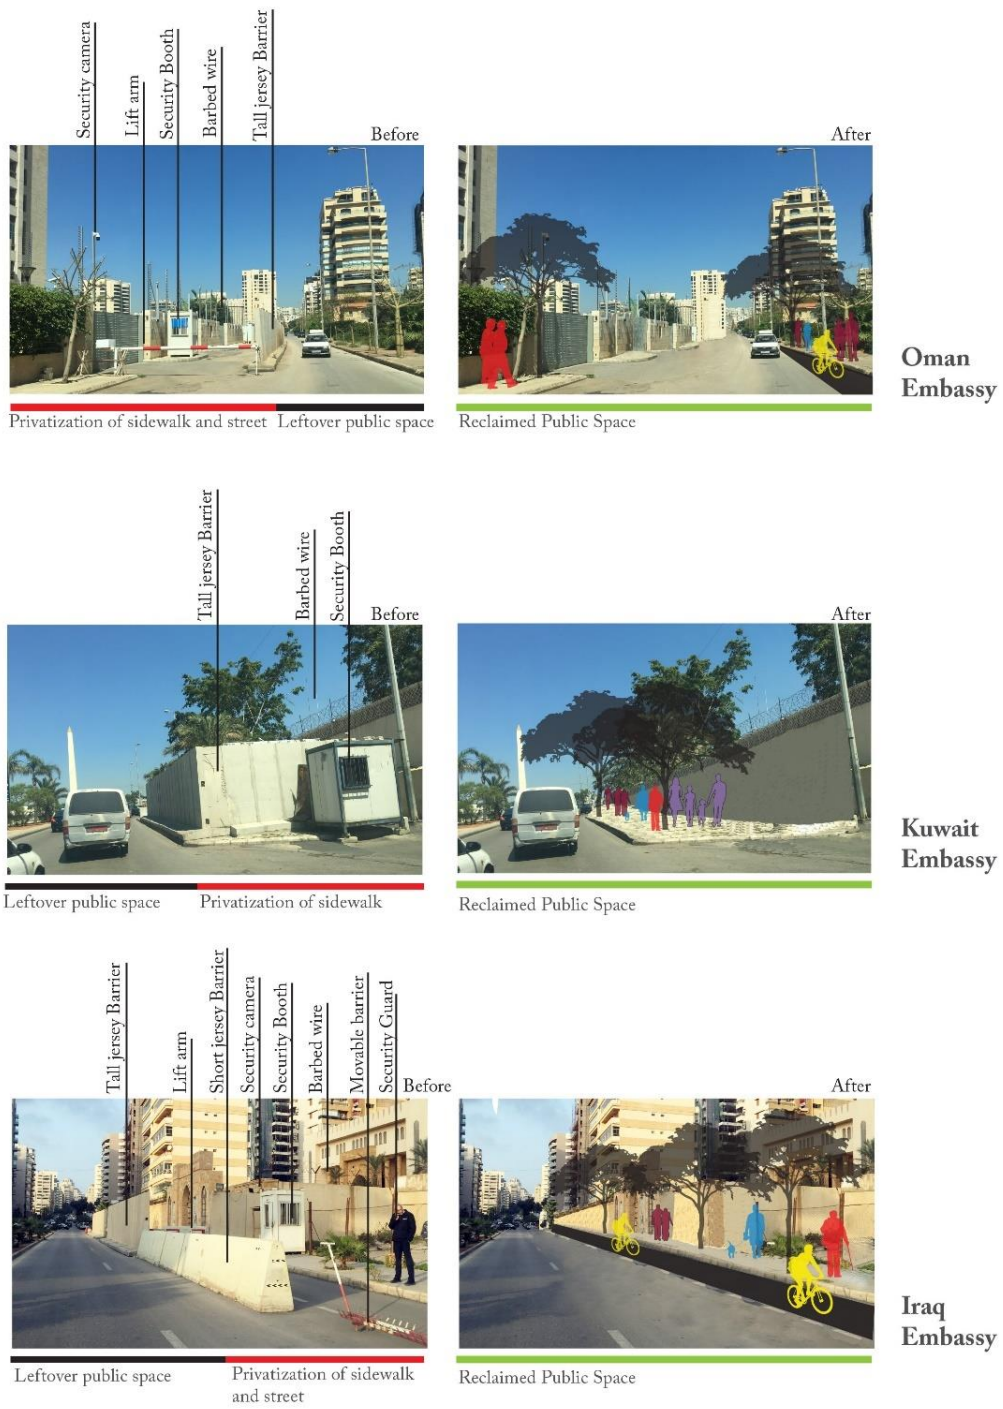 Security camera
Lift arm
Security Booth
Barbed wire
Tall jersey Barrier
Before
After
Oman
Embassy
Privatization of sidewalk and street
Leftover public space
Reclaimed Public Space
Tall jersey Barrier
Barbed wire
Security Booth
Before
After
Kuwait
Embassy
Leftover public space
Privatization of sidewalk
Reclaimed Public Space
Tall jersey Barrier
Lift arm
Short jersey Barrier
Security camera
Security Booth
Barbed wire
Movable barrier
Security Guard
Before
After
Iraq
Embassy
Leftover public space
Privatization of sidewalk
and street
Reclaimed Public Space